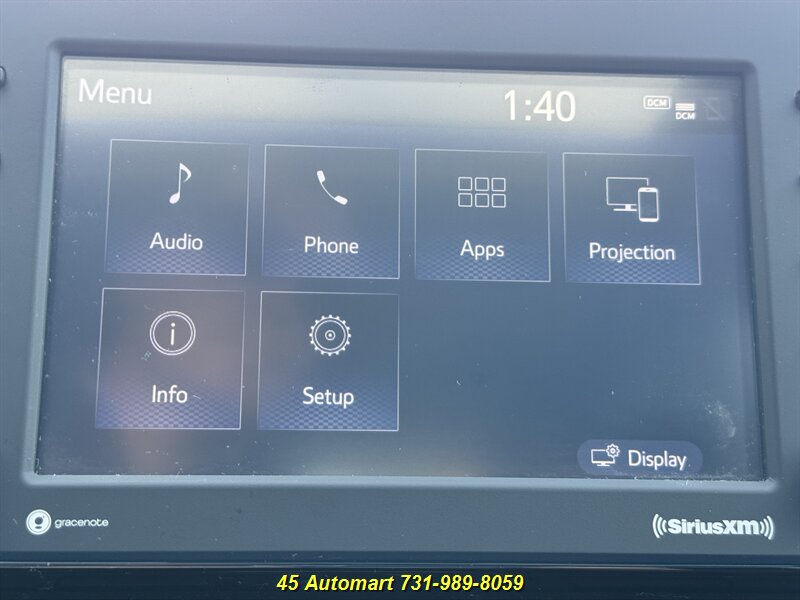 Menu
1:40
DCM
DCM
Audio
Phone
Apps
Projection
Info
Setup
Display
gracenote
SiriusXM
45 Automart 731-989-8059